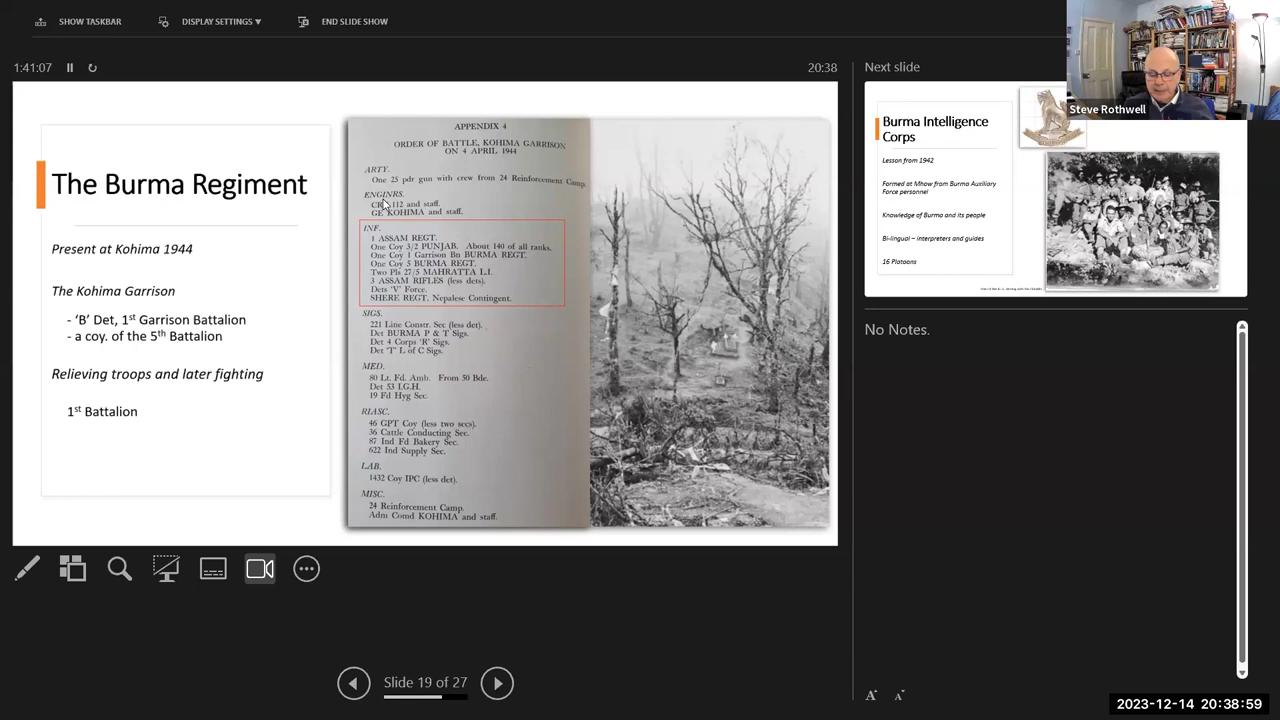 SHOW TASKBAR
DISPLAY SETTINGS ▼
END SLIDE SHOW
1:41:07
20:38
The Burma Regiment
Present at Kohima 1944
The Kohima Garrison
- ‘B’ Det, 1st Garrison Battalion
- a coy. of the 5th Battalion
Relieving troops and later fighting
1st Battalion
APPENDIX 4
ORDER OF BATTLE, KOHIMA GARRISON
ON 4 APRIL 1944
ARTY.
One 25 pdr gun with crew from 24 Reinforcement Camp.
ENGINRS.
112 and staff.
GE KOHIMA and staff.
INF.
1 ASSAM REGT.
One Coy 3/2 PUNJAB. About 140 of all ranks.
One Coy 1 Garrison Bn BURMA REGT.
One Coy 5 BURMA REGT.
Two Pls 27/5 MAHRATTA L.I.
3 ASSAM RIFLES (less dets).
Dets ‘V’ Force.
SHERE REGT, Nepalese Contingent.
SIGS.
221 Line Constr. Sec (less det).
Det BURMA P & T Sigs.
Det 4 Corps ‘R’ Sigs.
Det ‘T’ L of C Sigs.
MED.
80 Lt. Fd. Amb. From 50 Bde.
Det 53 I.G.H.
19 Fd Hyg Sec.
RIASC.
46 GPT Coy (less two secs).
36 Cattle Conducting Sec.
87 Ind Fd Bakery Sec.
622 Ind Supply Sec.
LAB.
1432 Coy IPC (less det).
MISC.
24 Reinforcement Camp.
Adm Comd KOHIMA and staff.
Slide 19 of 27
Next slide
Burma Intelligence
Corps
Lesson from 1942
Formed at Mhow from Burma Auxiliary
Force personnel
Knowledge of Burma and its people
Bi-lingual – interpreters and guides
16 Platoons
No Notes.
Steve Rothwell
2023-12-14 20:38:59